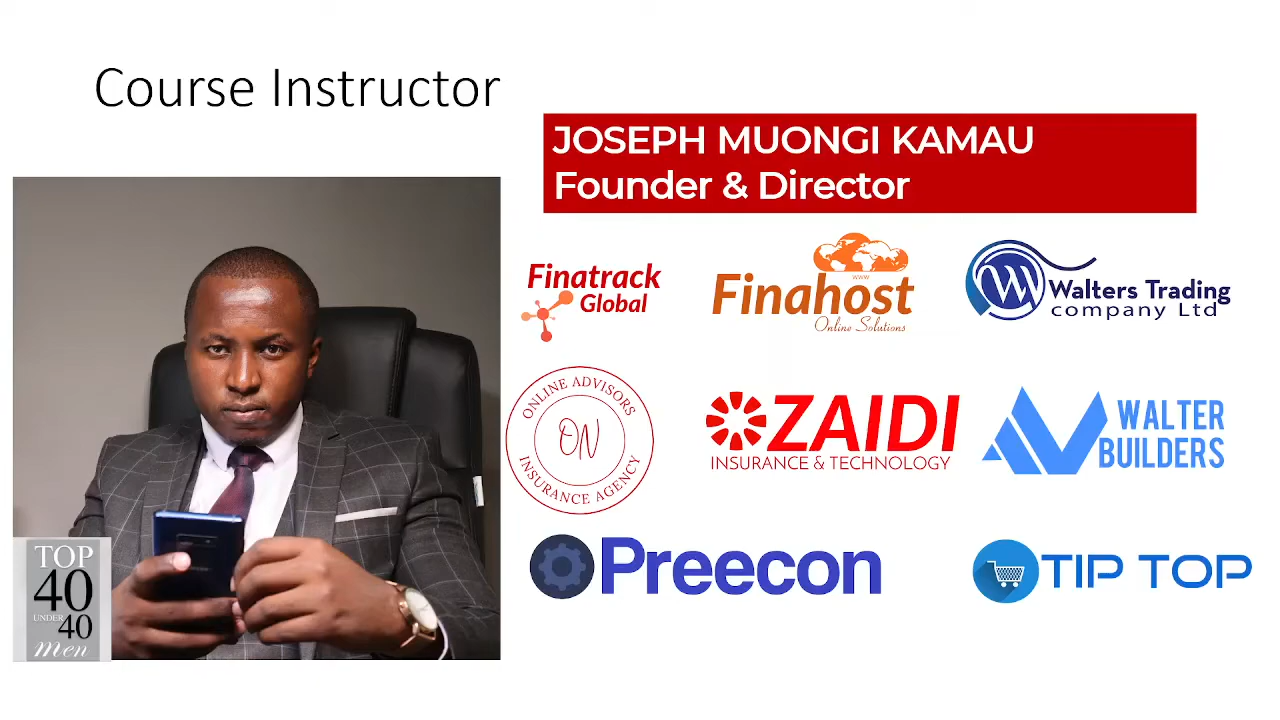 Course Instructor
JOSEPH MUONGI KAMAU
Founder & Director
Finatrack
Global
www
Finahost
Online Solutions
W
Walters Trading
company Ltd
ONLINE ADVISORS
ON
INSURANCE AGENCY
ZAIDI
INSURANCE & TECHNOLOGY
WALTER
BUILDERS
Preecon
TIP TOP
TOP
40
UNDER
40
men